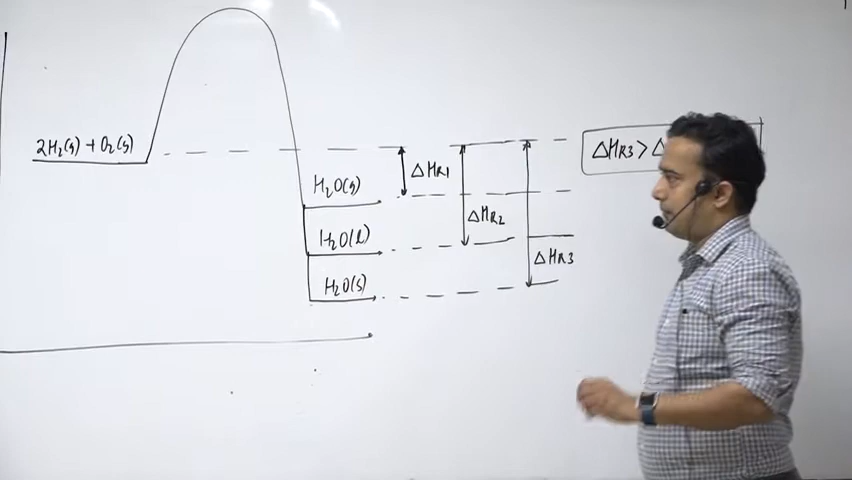 2H₂(g) + O₂(g)
H₂O(g)
H₂O(l)
H₂O(s)
ΔHR1
ΔHR2
ΔHR3
ΔHR3 > Δ